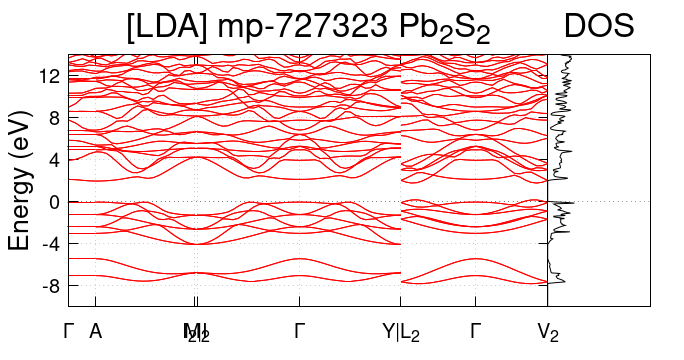 [LDA] mp-727323 Pb₂S₂ DOS
Energy (eV)
12
8
4
0
-4
-8
Γ A Γ Y|L₂ Γ V₂